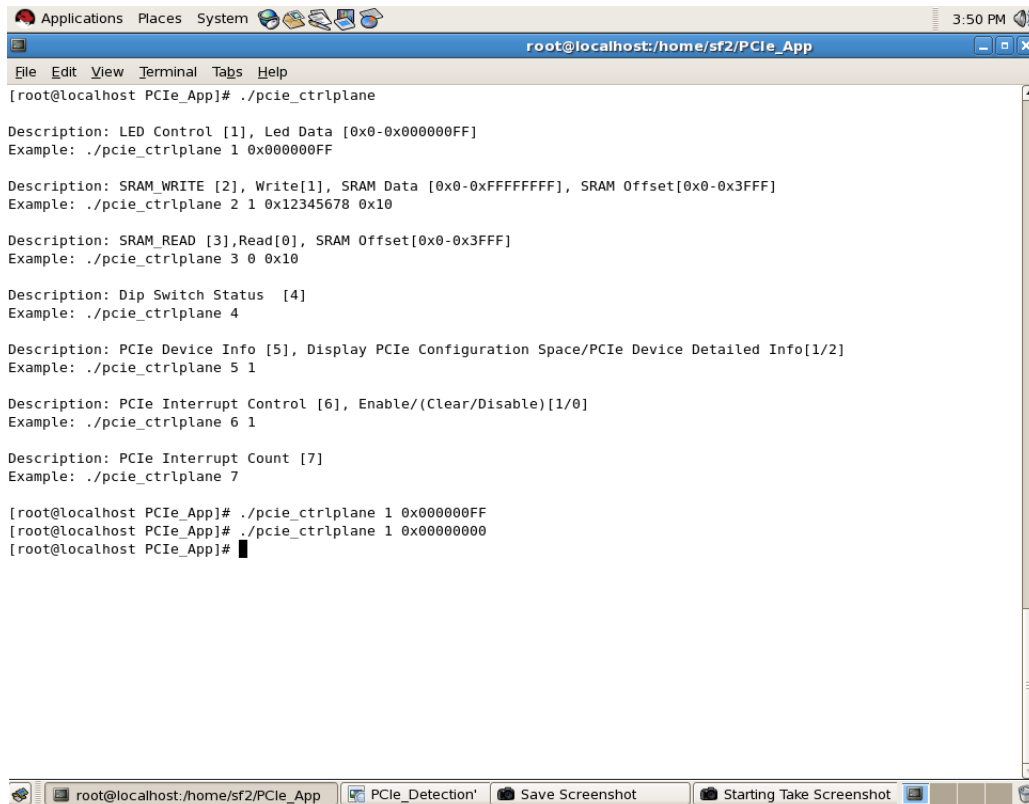 Applications Places System
3:50 PM
root@localhost:/home/sf2/PCIe_App
File Edit View Terminal Tabs Help
[root@localhost PCIe_App]# ./pcie_ctrlplane
Description: LED Control [1], Led Data [0x0-0x000000FF]
Example: ./pcie_ctrlplane 1 0x000000FF
Description: SRAM_WRITE [2], Write[1], SRAM Data [0x0-0xFFFFFFFF], SRAM Offset[0x0-0x3FFF]
Example: ./pcie_ctrlplane 2 1 0x12345678 0x10
Description: SRAM_READ [3],Read[0], SRAM Offset[0x0-0x3FFF]
Example: ./pcie_ctrlplane 3 0 0x10
Description: Dip Switch Status  [4]
Example: ./pcie_ctrlplane 4
Description: PCIe Device Info [5], Display PCIe Configuration Space/PCIe Device Detailed Info[1/2]
Example: ./pcie_ctrlplane 5 1
Description: PCIe Interrupt Control [6], Enable/(Clear/Disable)[1/0]
Example: ./pcie_ctrlplane 6 1
Description: PCIe Interrupt Count [7]
Example: ./pcie_ctrlplane 7
[root@localhost PCIe_App]# ./pcie_ctrlplane 1 0x000000FF
[root@localhost PCIe_App]# ./pcie_ctrlplane 1 0x00000000
[root@localhost PCIe_App]#
root@localhost:/home/sf2/PCIe_App
PCIe_Detection'
Save Screenshot
Starting Take Screenshot